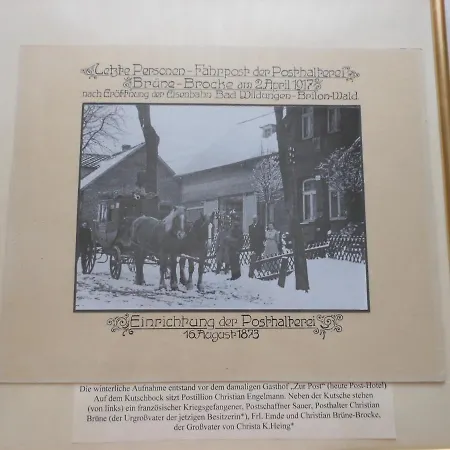 Letzte Personen-Fahrpost der Posthalterei
Brüne-Brocke am 2. April 1917
nach Eröffnung der Eisenbahn Bad Wildungen-Brilon-Wald
Einrichtung der Posthalterei
16. August 1873
Die winterliche Aufnahme entstand vor dem damaligen Gasthof „Zur Post“ (heute Post-Hotel)
Auf dem Kutschbock sitzt Postillion Christian Engelmann. Neben der Kutsche stehen
(von links) ein französischer Kriegsgefangener, Postschaffner Sauer, Posthalter Christian
Brüne (der Urgroßvater der jetzigen Besitzerin*), Frl. Emde und Christian Brüne-Brocke,
der Großvater von Christa K.Heing*